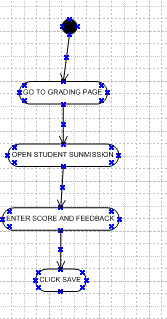 GO TO GRADING PAGE
OPEN STUDENT SUNMISSION
ENTER SCORE AND FEEDBACK
CLICK SAVE